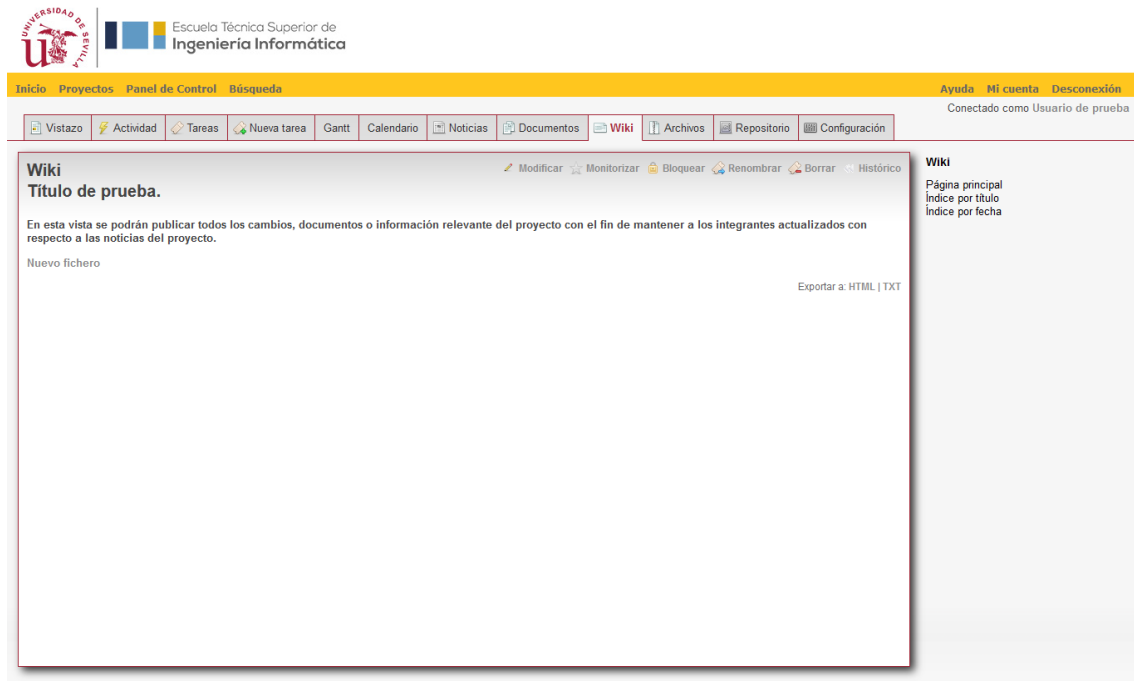 UNIVERSIDAD DE SEVILLA
Escuela Técnica Superior de
Ingeniería Informática
Inicio Proyectos Panel de Control Búsqueda
Ayuda Mi cuenta Desconexión
Conectado como Usuario de prueba
Vistazo Actividad Tareas Nueva tarea Gantt Calendario Noticias Documentos Wiki Archivos Repositorio Configuración
Wiki
Modificar Monitorizar Bloquear Renombrar Borrar Histórico
Título de prueba.
En esta vista se podrán publicar todos los cambios, documentos o información relevante del proyecto con el fin de mantener a los integrantes actualizados con
respecto a las noticias del proyecto.
Nuevo fichero
Exportar a: HTML | TXT
Wiki
Página principal
Índice por título
Índice por fecha